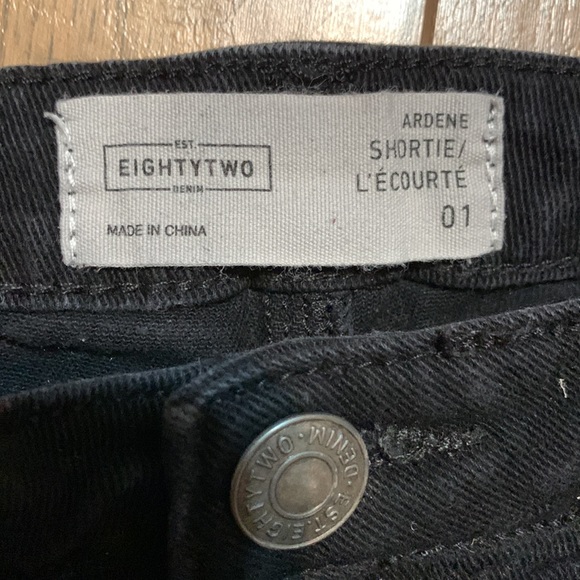 EST.
EIGHTYTWO
DENIM
MADE IN CHINA
ARDENE
SHORTIE/
L'ÉCOURTÉ
01
EST. EIGHTYTWO · DENIM ·